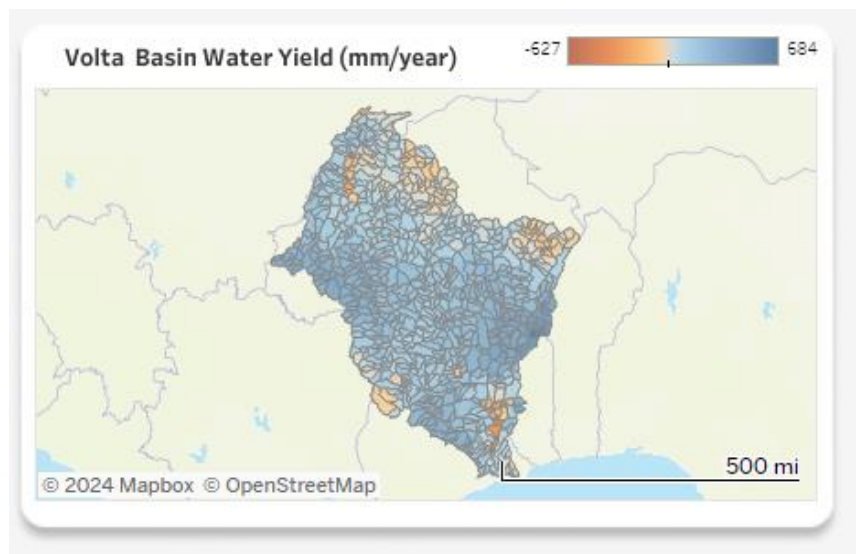 Volta Basin Water Yield (mm/year)
-627
684
500 mi
© 2024 Mapbox © OpenStreetMap